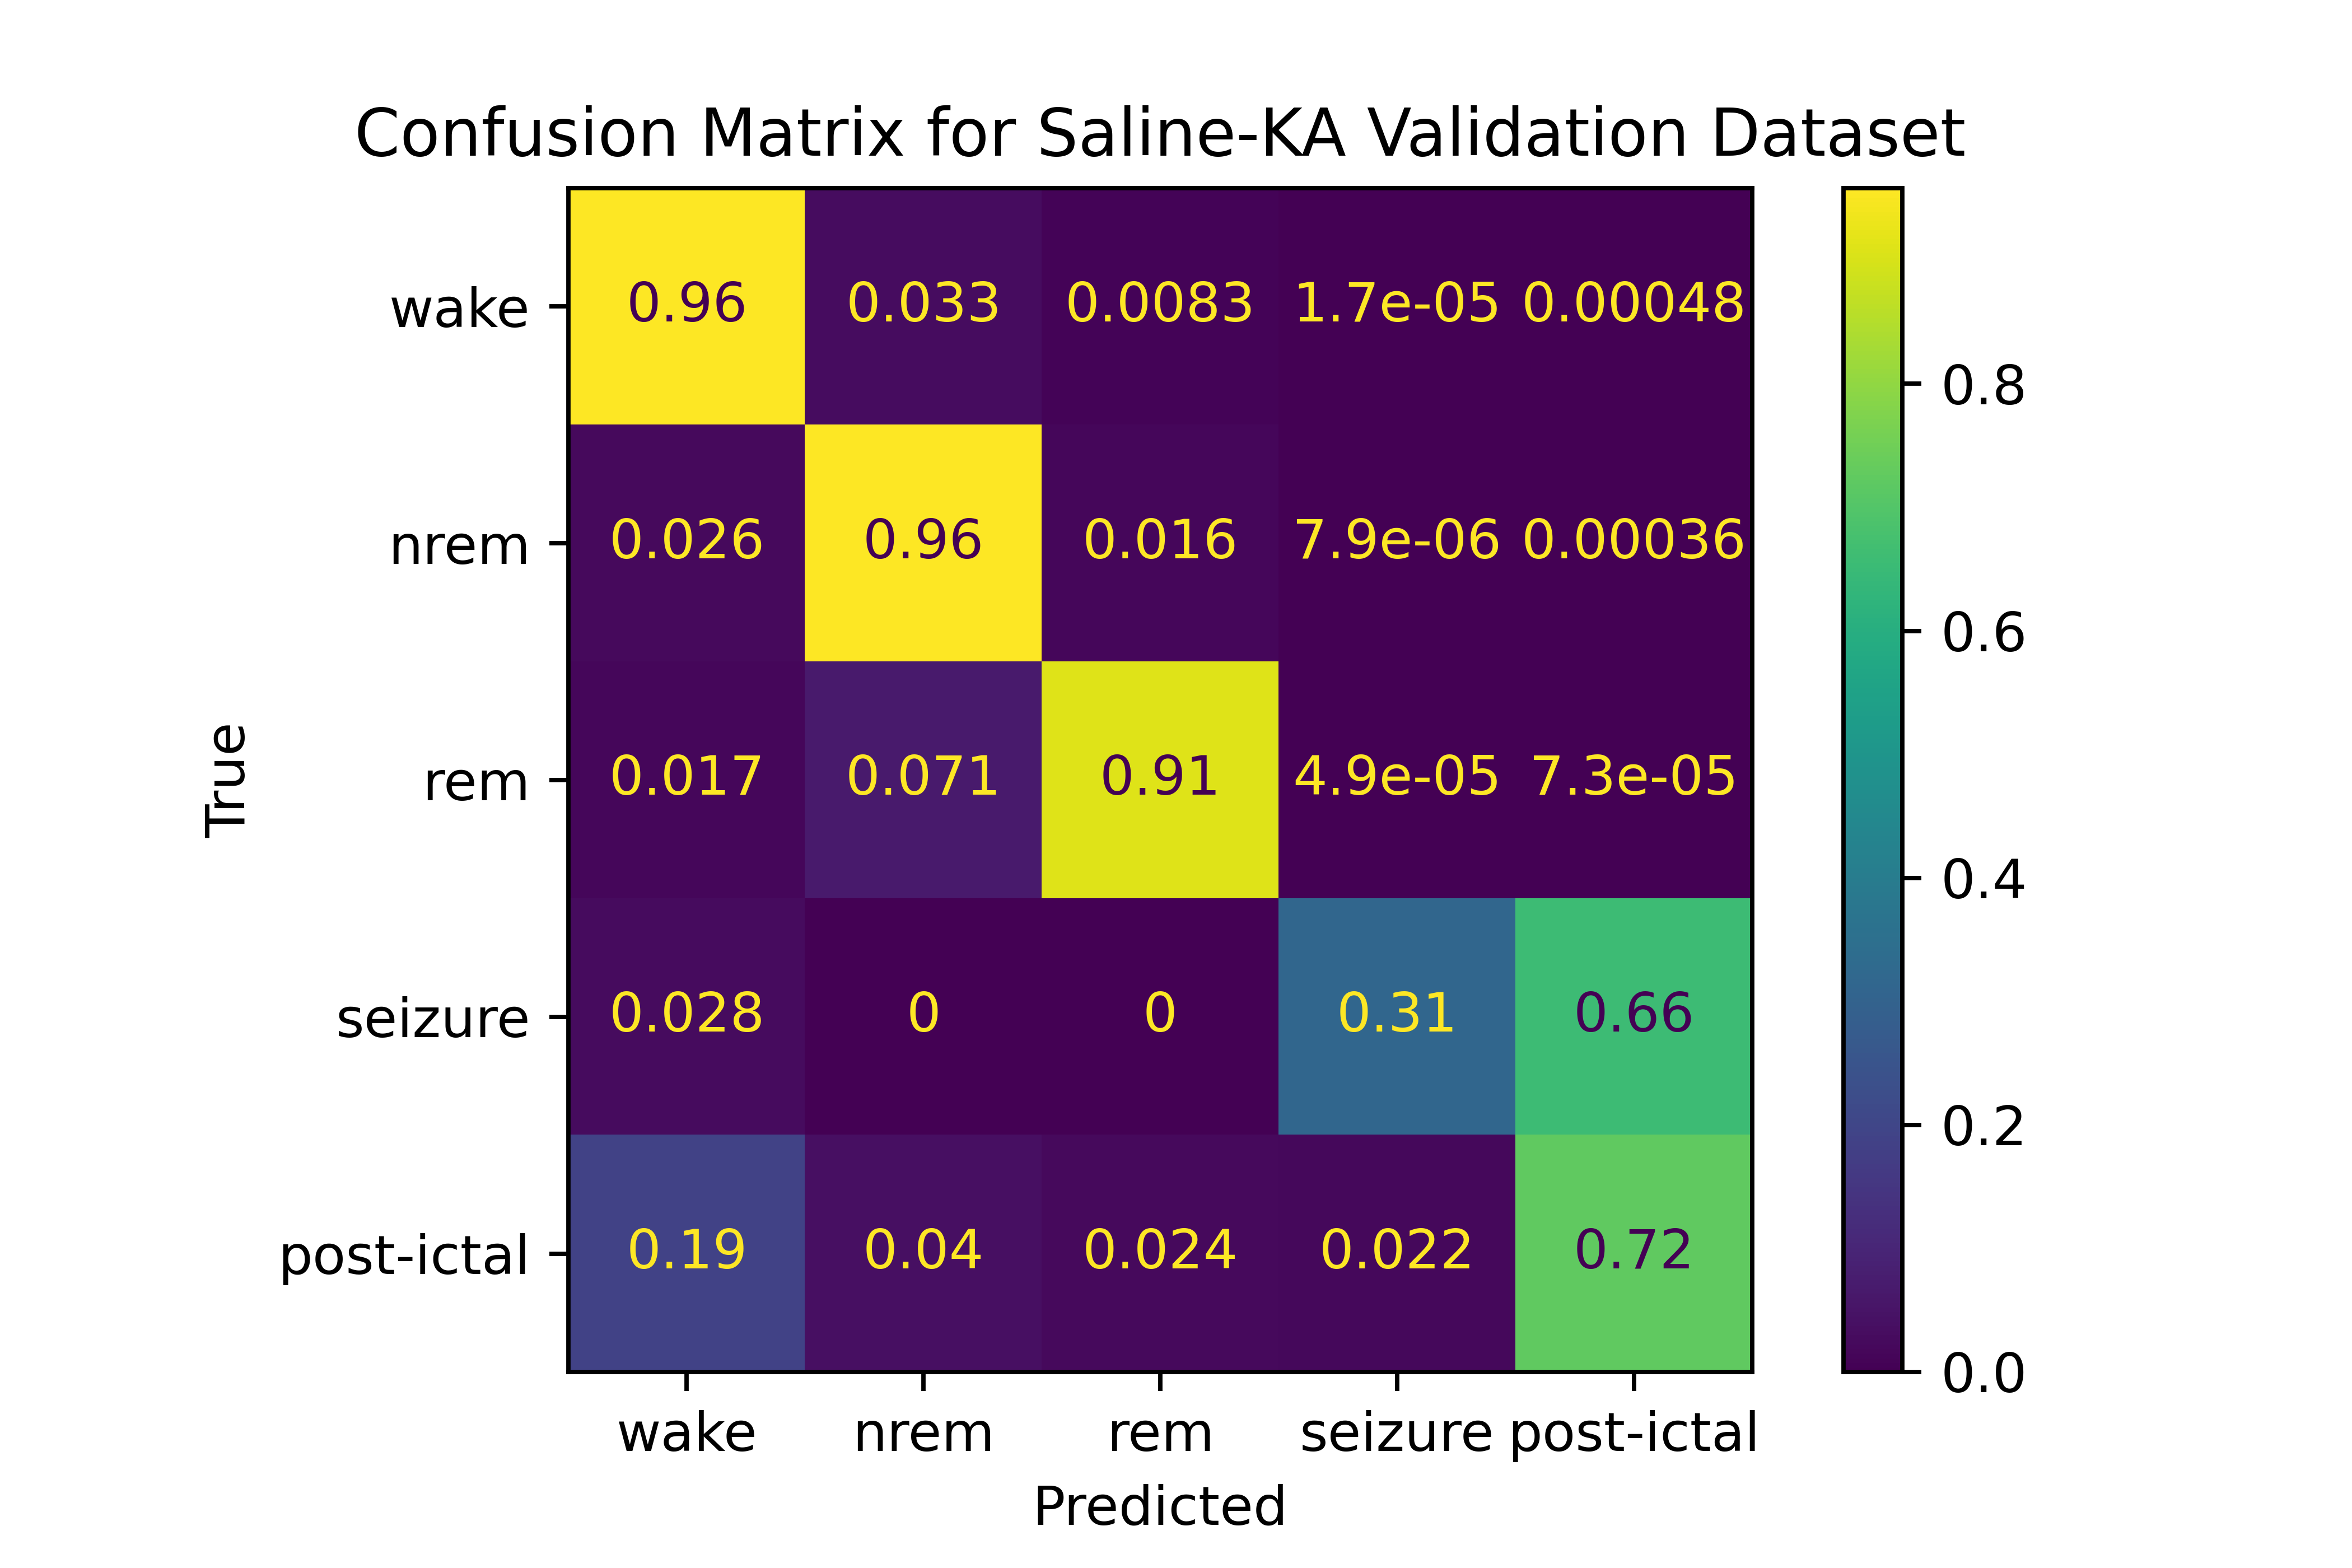 Confusion Matrix for Saline-KA Validation Dataset
wake 0.96 0.033 0.0083 1.7e-05 0.00048
nrem 0.026 0.96 0.016 7.9e-06 0.00036
rem 0.017 0.071 0.91 4.9e-05 7.3e-05
seizure 0.028 0 0 0.31 0.66
post-ictal 0.19 0.04 0.024 0.022 0.72
wake nrem rem seizure post-ictal
Predicted
True
0.8
0.6
0.4
0.2
0.0